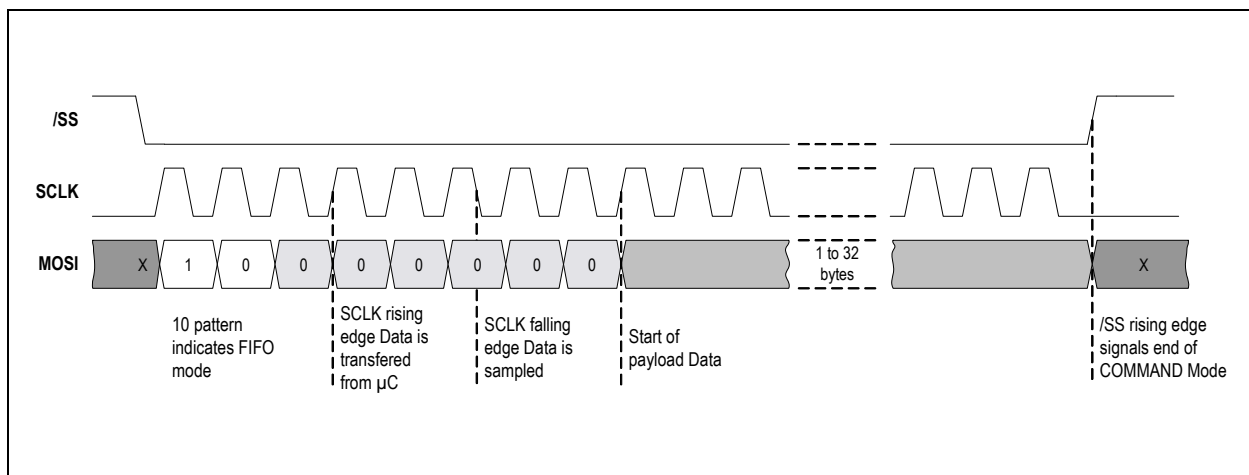 /SS
SCLK
MOSI
X 1 0 0 0 0 0 0 0 1 to 32 X
bytes
10 pattern
indicates FIFO
mode
SCLK rising
edge Data is
transfered
from µC
SCLK falling
edge Data is
sampled
Start of
payload Data
/SS rising edge
signals end of
COMMAND Mode